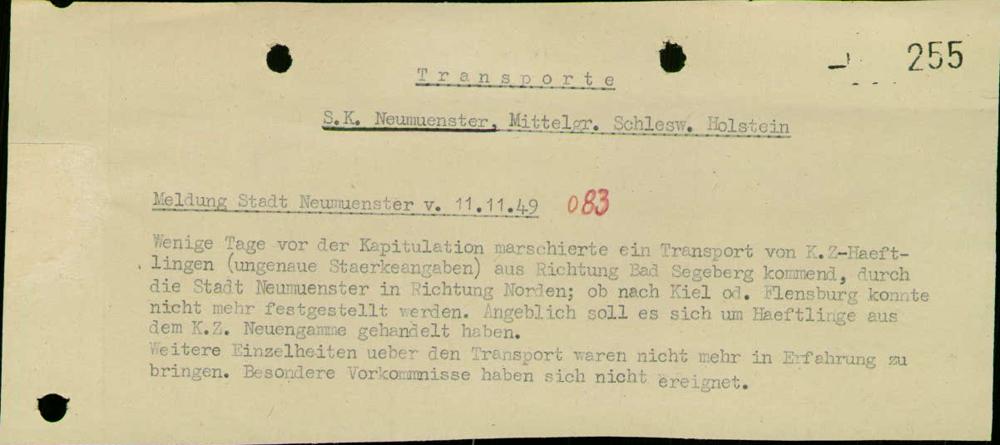 255
Transporte
S.K. Neumuenster, Mittelgr. Schlesw. Holstein
Meldung Stadt Neumuenster v. 11.11.49 083
Wenige Tage vor der Kapitulation marschierte ein Transport von K.Z-Haeft-
lingen (ungenaue Staerkeangaben) aus Richtung Bad Segeberg kommend, durch
die Stadt Neumuenster in Richtung Norden; ob nach Kiel od. Flensburg konnte
nicht mehr festgestellt werden. Angeblich soll es sich um Haeftlinge aus
dem K.Z. Neuengamme gehandelt haben.
Weitere Einzelheiten ueber den Transport waren nicht mehr in Erfahrung zu
bringen. Besondere Vorkommnisse haben sich nicht ereignet.